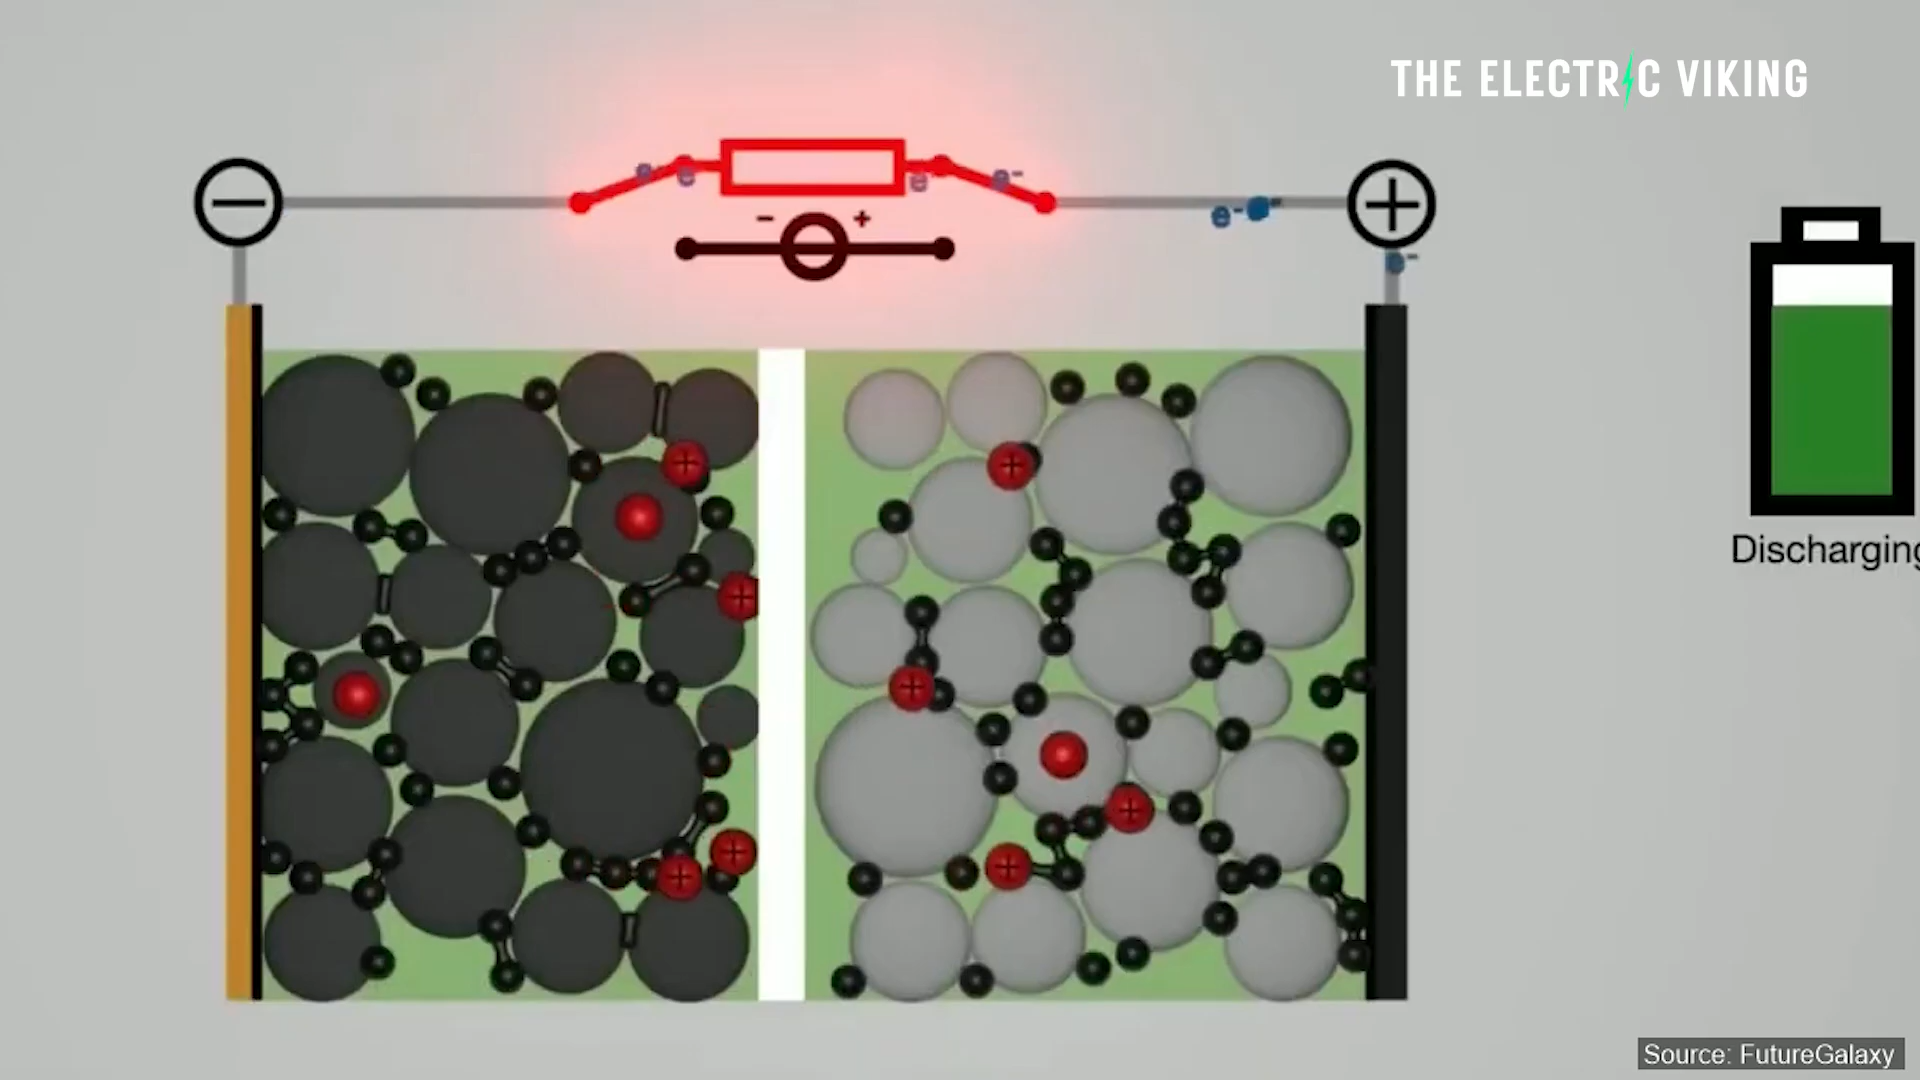 THE ELECTRIC VIKING
e-
e
e
e-
- +
e-
e-
Discharging
Source: FutureGalaxy